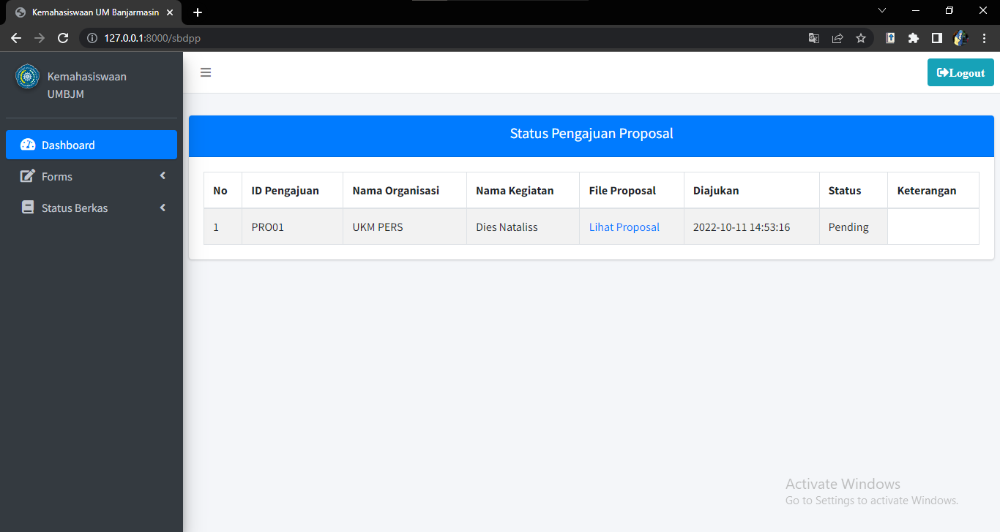 Kemahasiswaan UM Banjarmasin
127.0.0.1:8000/sbdpp
Kemahasiswaan
UMBJM
Logout
Dashboard
Forms
Status Berkas
Status Pengajuan Proposal
No ID Pengajuan Nama Organisasi Nama Kegiatan File Proposal Diajukan Status Keterangan
1 PRO01 UKM PERS Dies Nataliss Lihat Proposal 2022-10-11 14:53:16 Pending
Activate Windows
Go to Settings to activate Windows.